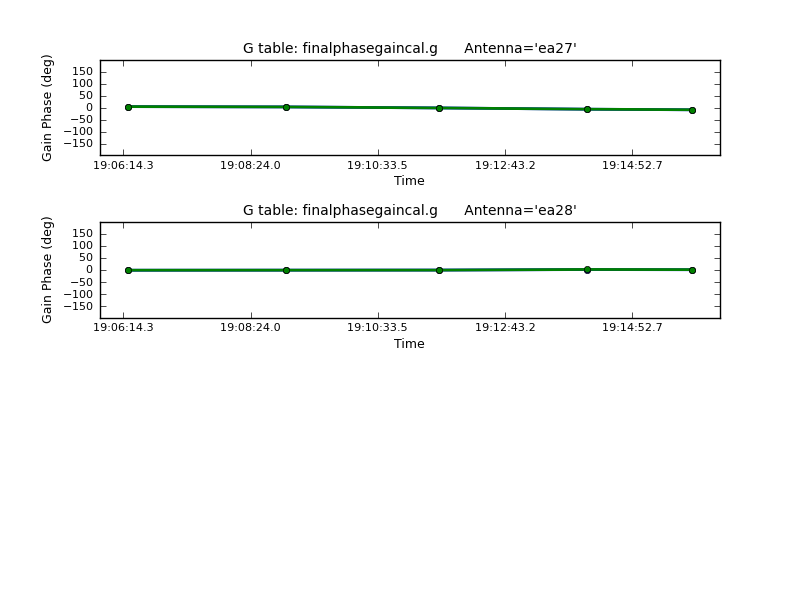 G table: finalphasegaincal.g      Antenna='ea27'
Gain Phase (deg)
150
100
50
0
−50
−100
−150
19:06:14.3 19:08:24.0 19:10:33.5 19:12:43.2 19:14:52.7
Time
G table: finalphasegaincal.g      Antenna='ea28'
Gain Phase (deg)
150
100
50
0
−50
−100
−150
19:06:14.3 19:08:24.0 19:10:33.5 19:12:43.2 19:14:52.7
Time